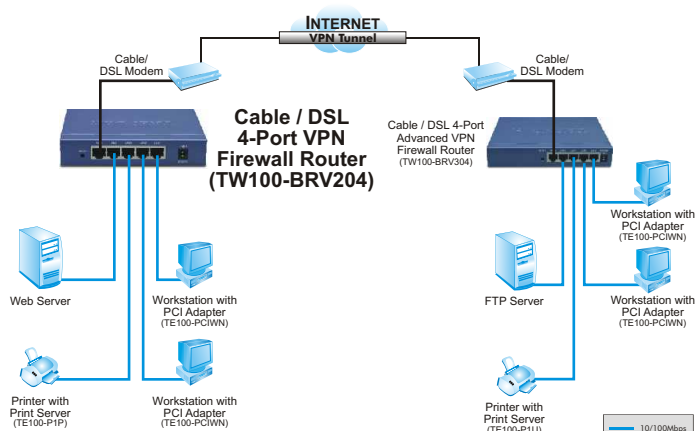 INTERNET
VPN Tunnel
Cable/
DSL Modem
Cable/
DSL Modem
Cable / DSL
4-Port VPN
Firewall Router
(TW100-BRV204)
Cable / DSL 4-Port
Advanced VPN
Firewall Router
(TW100-BRV304)
Web Server
Workstation with
PCI Adapter
(TE100-PCIWN)
Printer with
Print Server
(TE100-P1P)
Workstation with
PCI Adapter
(TE100-PCIWN)
Workstation with
PCI Adapter
(TE100-PCIWN)
FTP Server
Workstation with
PCI Adapter
(TE100-PCIWN)
Printer with
Print Server
(TE100-P1U)
10/100Mbps